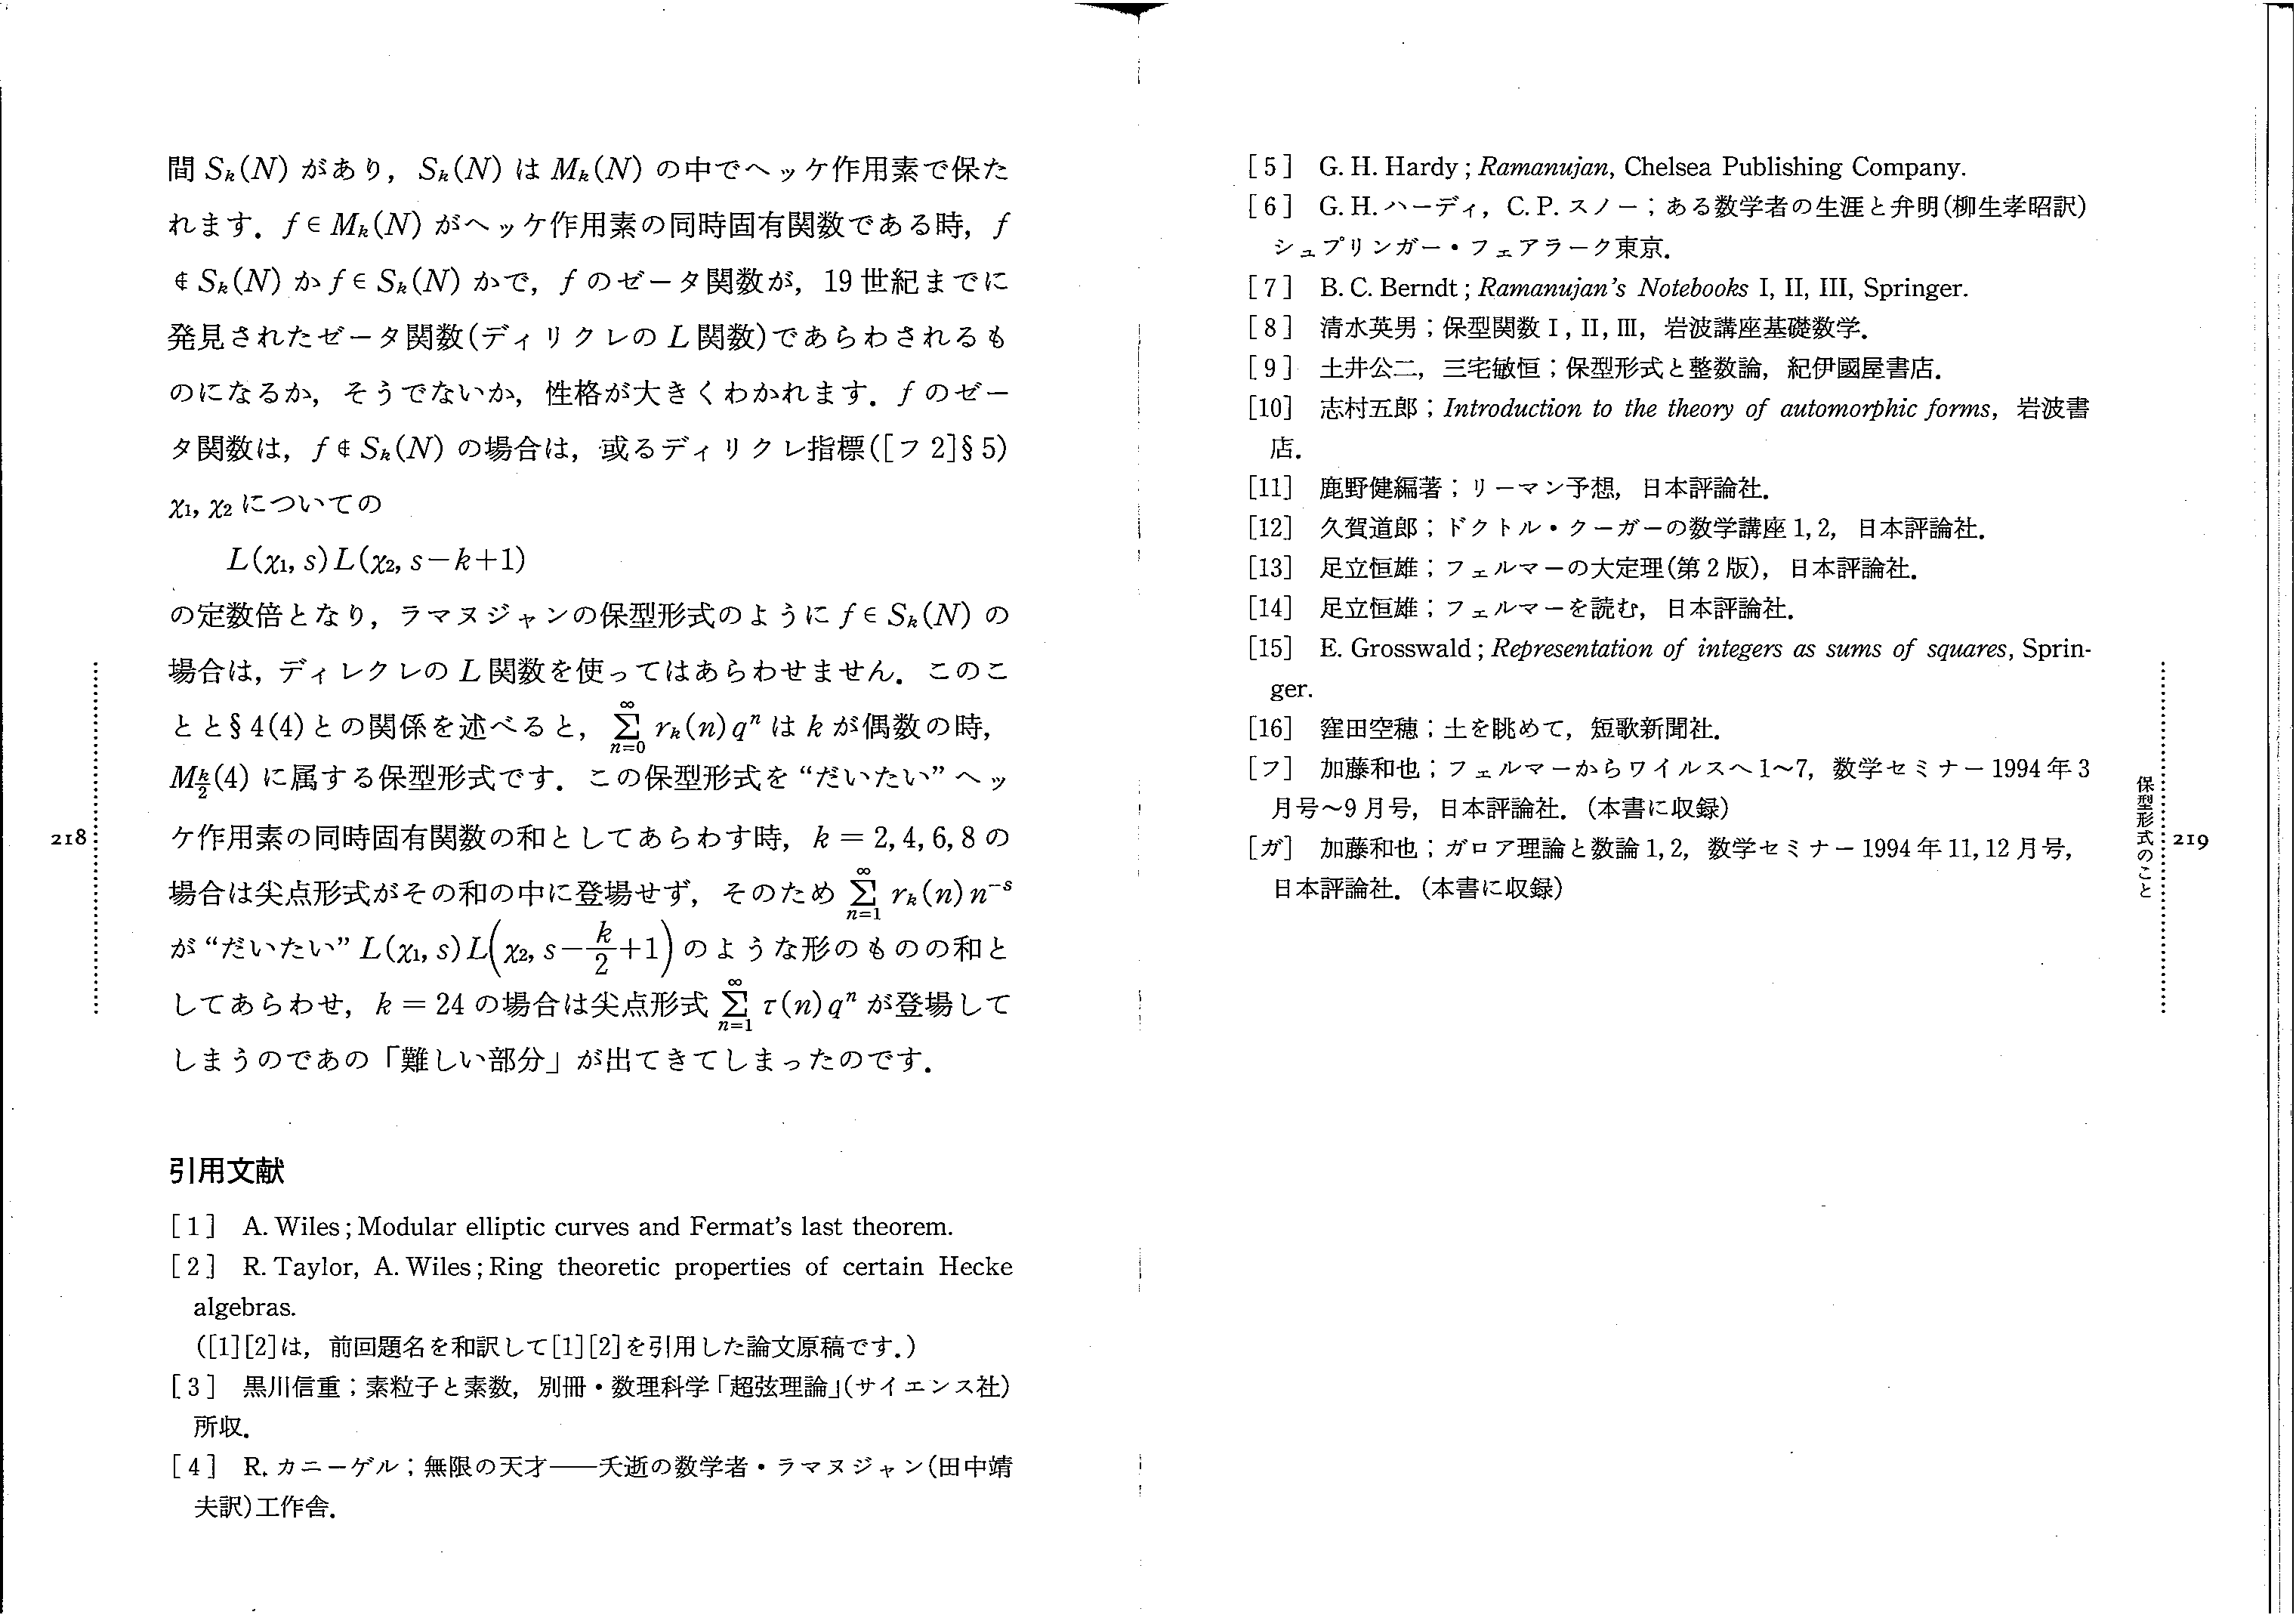 間 Sₖ(N) があり，Sₖ(N) は Mₖ(N) の中でヘッケ作用素で保た
れます．f∈Mₖ(N) がヘッケ作用素の同時固有関数である時，f
∉Sₖ(N) か f∈Sₖ(N) かで，f のゼータ関数が，19世紀までに
発見されたゼータ関数(ディリクレの L 関数)であらわされるも
のになるか，そうでないか，性格が大きくわかれます．f のゼー
タ関数は，f∉Sₖ(N) の場合は，或るディリクレ指標([フ 2]§5)
χ₁, χ₂ についての
L(χ₁, s)L(χ₂, s−k+1)
の定数倍となり，ラマヌジャンの保型形式のように f∈Sₖ(N) の
場合は，ディレクレの L 関数を使ってはあらわせません．このこ
とと§4(4)との関係を述べると，∑_{n=0}^{∞} rₖ(n)qⁿ は k が偶数の時，
M_{k/2}(4) に属する保型形式です．この保型形式を “だいたい” ヘッ
ケ作用素の同時固有関数の和としてあらわす時，k = 2, 4, 6, 8 の
場合は尖点形式がその和の中に登場せず，そのため ∑_{n=1}^{∞} rₖ(n)n^{−s}
が “だいたい” L(χ₁, s)L(χ₂, s−k/2+1) のような形のものの和と
してあらわせ，k = 24 の場合は尖点形式 ∑_{n=1}^{∞} τ(n)qⁿ が登場して
しまうのであの「難しい部分」が出てきてしまったのです．
引用文献
[1] A. Wiles; Modular elliptic curves and Fermat's last theorem.
[2] R. Taylor, A. Wiles; Ring theoretic properties of certain Hecke
algebras.
([1][2]は，前回題名を和訳して[1][2]を引用した論文原稿です．)
[3] 黒川信重；素粒子と素数，別冊・数理科学「超弦理論」(サイエンス社)
所収．
[4] R. カニーゲル；無限の天才——夭逝の数学者・ラマヌジャン(田中靖
夫訳)工作舎．
218
[5] G. H. Hardy; Ramanujan, Chelsea Publishing Company.
[6] G. H. ハーディ，C. P. スノー；ある数学者の生涯と弁明(柳生孝昭訳)
シュプリンガー・フェアラーク東京．
[7] B. C. Berndt; Ramanujan's Notebooks I, II, III, Springer.
[8] 清水英男；保型関数 I, II, III，岩波講座基礎数学．
[9] 土井公二，三宅敏恒；保型形式と整数論，紀伊國屋書店．
[10] 志村五郎；Introduction to the theory of automorphic forms，岩波書
店．
[11] 鹿野健編著；リーマン予想，日本評論社．
[12] 久賀道郎；ドクトル・クーガーの数学講座 1, 2，日本評論社．
[13] 足立恒雄；フェルマーの大定理(第2版)，日本評論社．
[14] 足立恒雄；フェルマーを読む，日本評論社．
[15] E. Grosswald; Representation of integers as sums of squares, Sprin-
ger.
[16] 窪田空穂；土を眺めて，短歌新聞社．
[フ] 加藤和也；フェルマーからワイルスへ 1〜7，数学セミナー 1994年3
月号〜9月号，日本評論社．(本書に収録)
[ガ] 加藤和也；ガロア理論と数論 1, 2，数学セミナー 1994年11, 12月号，
日本評論社．(本書に収録)
保型形式のこと
219